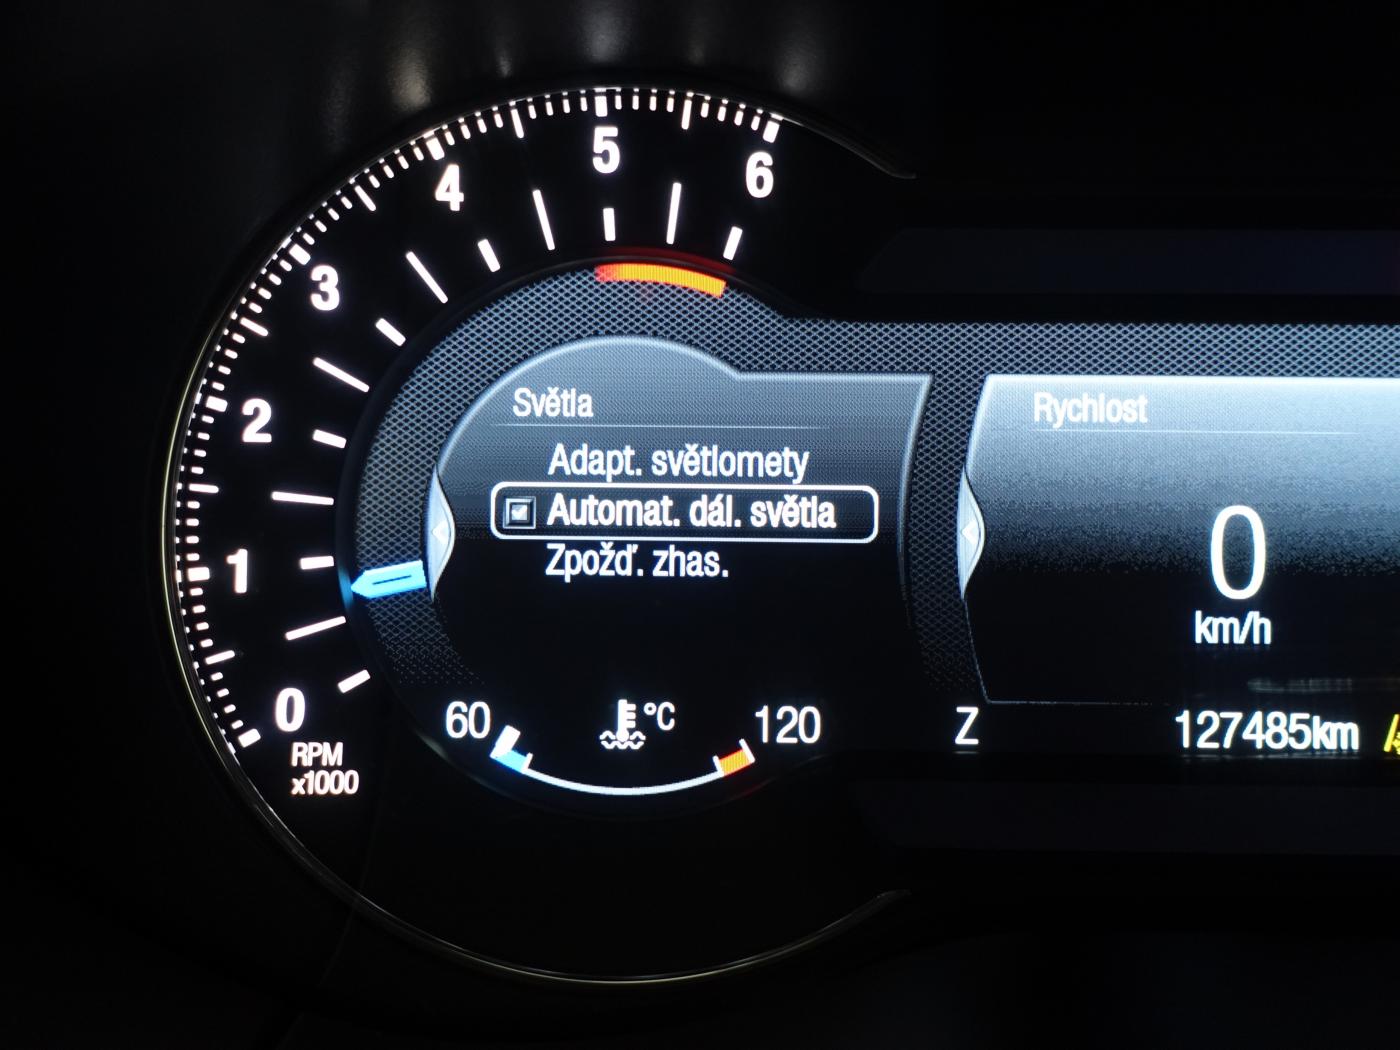 6
5
4
3
2
1
0
RPM
x1000
Světla
Adapt. světlomety
Automat. dál. světla
Zpožď. zhas.
60
°C
120
Rychlost
0
km/h
Z
127485km